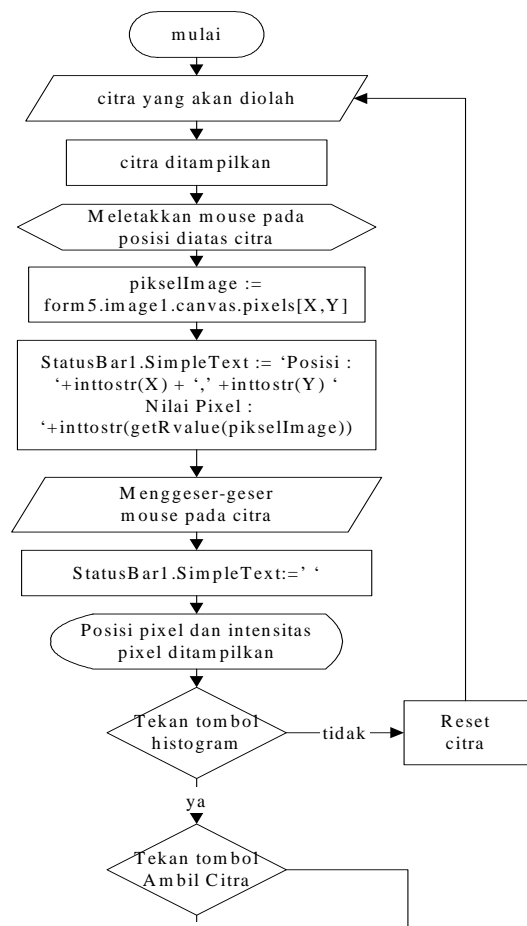 mulai
citra yang akan diolah
citra ditampilkan
Meletakkan mouse pada
posisi diatas citra
pikselImage :=
form5.image1.canvas.pixels[X,Y]
StatusBar1.SimpleText := ‘Posisi :
‘+inttostr(X) + ‘,’ +inttostr(Y) ‘
Nilai Pixel :
‘+inttostr(getRvalue(pikselImage))
Menggeser-geser
mouse pada citra
StatusBar1.SimpleText:=’ ‘
Posisi pixel dan intensitas
pixel ditampilkan
Tekan tombol
histogram
tidak
Reset
citra
ya
Tekan tombol
Ambil Citra